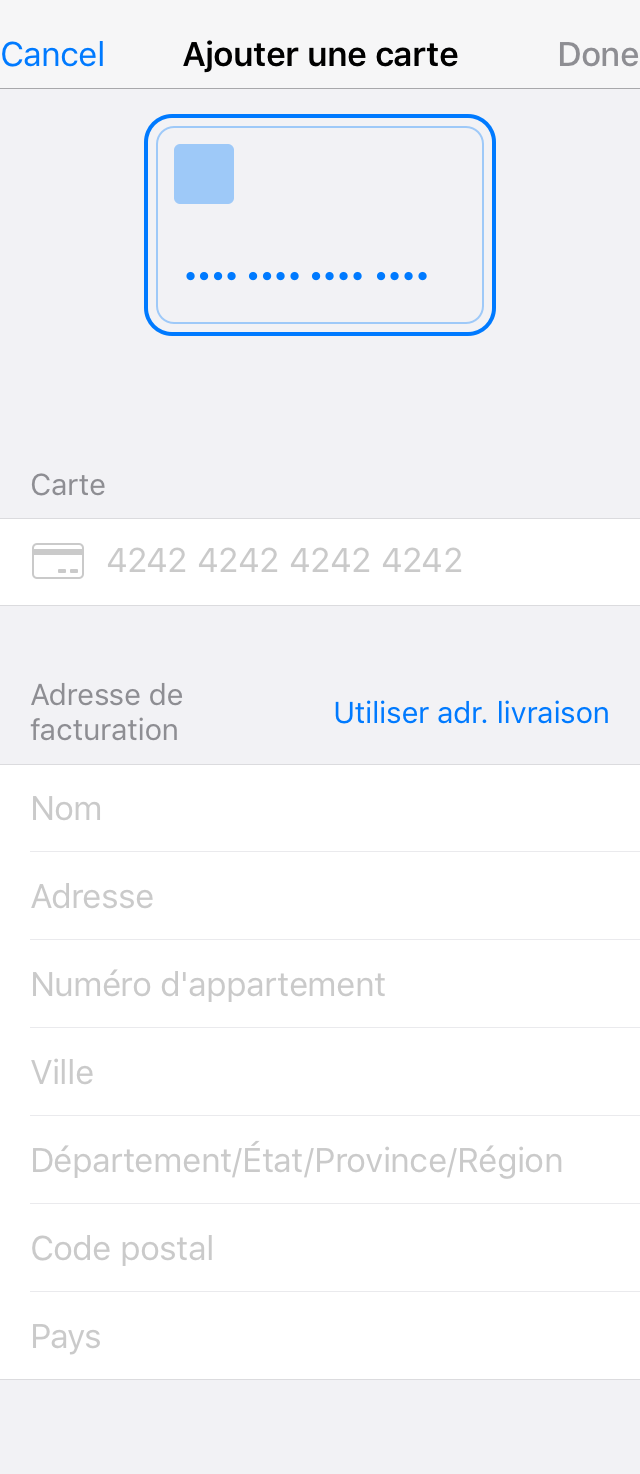 Cancel Ajouter une carte Done
•••• •••• •••• ••••
Carte
4242 4242 4242 4242
Adresse de
facturation
Utiliser adr. livraison
Nom
Adresse
Numéro d'appartement
Ville
Département/État/Province/Région
Code postal
Pays